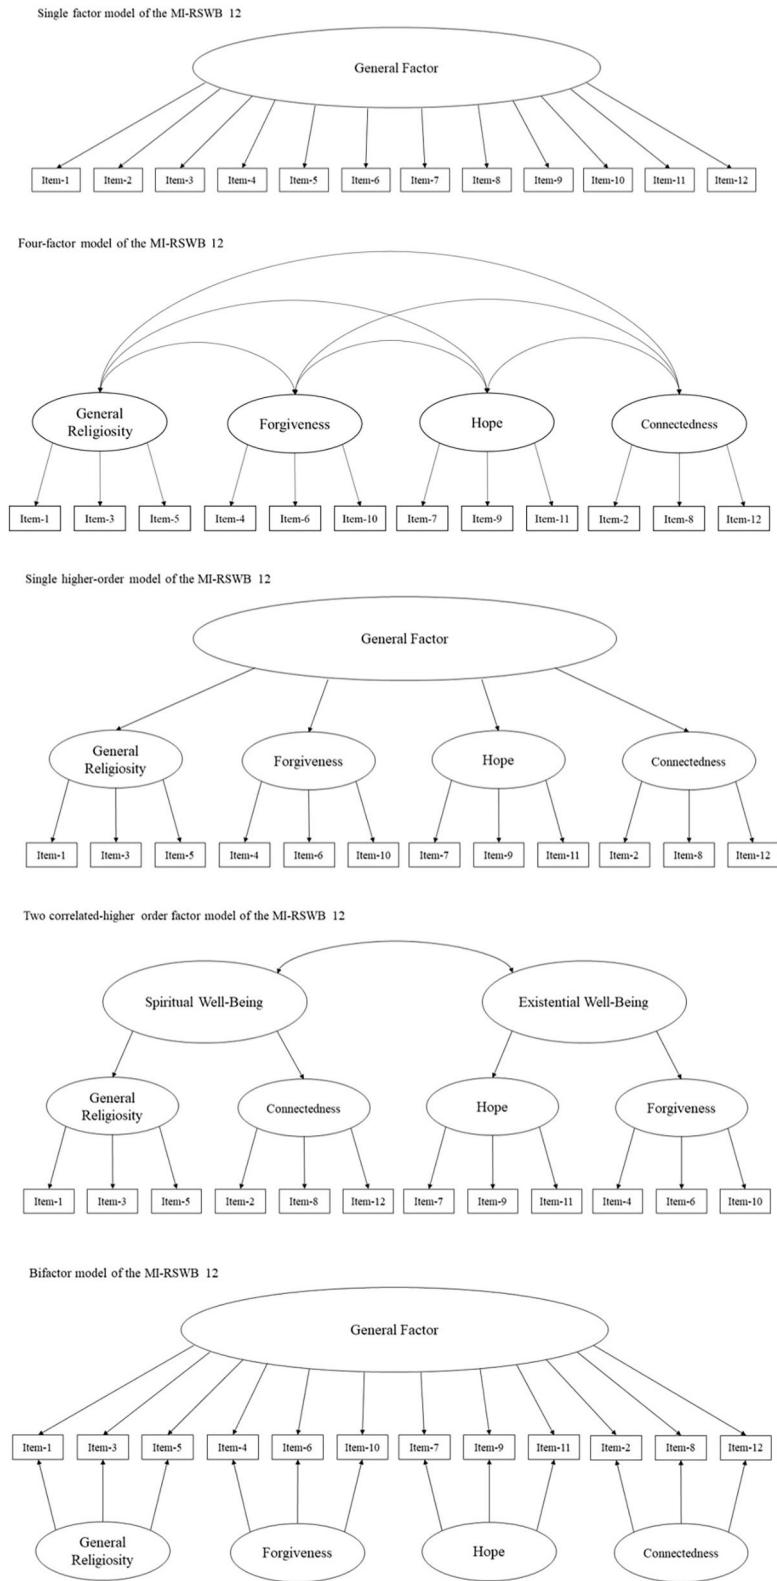 Single factor model of the MI-RSWB 12
General Factor
Item-1 Item-2 Item-3 Item-4 Item-5 Item-6 Item-7 Item-8 Item-9 Item-10 Item-11 Item-12
Four-factor model of the MI-RSWB 12
General
Religiosity
Forgiveness
Hope
Connectedness
Item-1 Item-3 Item-5 Item-4 Item-6 Item-10 Item-7 Item-9 Item-11 Item-2 Item-8 Item-12
Single higher-order model of the MI-RSWB 12
General Factor
General
Religiosity
Forgiveness
Hope
Connectedness
Item-1 Item-3 Item-5 Item-4 Item-6 Item-10 Item-7 Item-9 Item-11 Item-2 Item-8 Item-12
Two correlated-higher order factor model of the MI-RSWB 12
Spiritual Well-Being
Existential Well-Being
General
Religiosity
Connectedness
Hope
Forgiveness
Item-1 Item-3 Item-5 Item-2 Item-8 Item-12 Item-7 Item-9 Item-11 Item-4 Item-6 Item-10
Bifactor model of the MI-RSWB 12
General Factor
Item-1 Item-3 Item-5 Item-4 Item-6 Item-10 Item-7 Item-9 Item-11 Item-2 Item-8 Item-12
General
Religiosity
Forgiveness
Hope
Connectedness